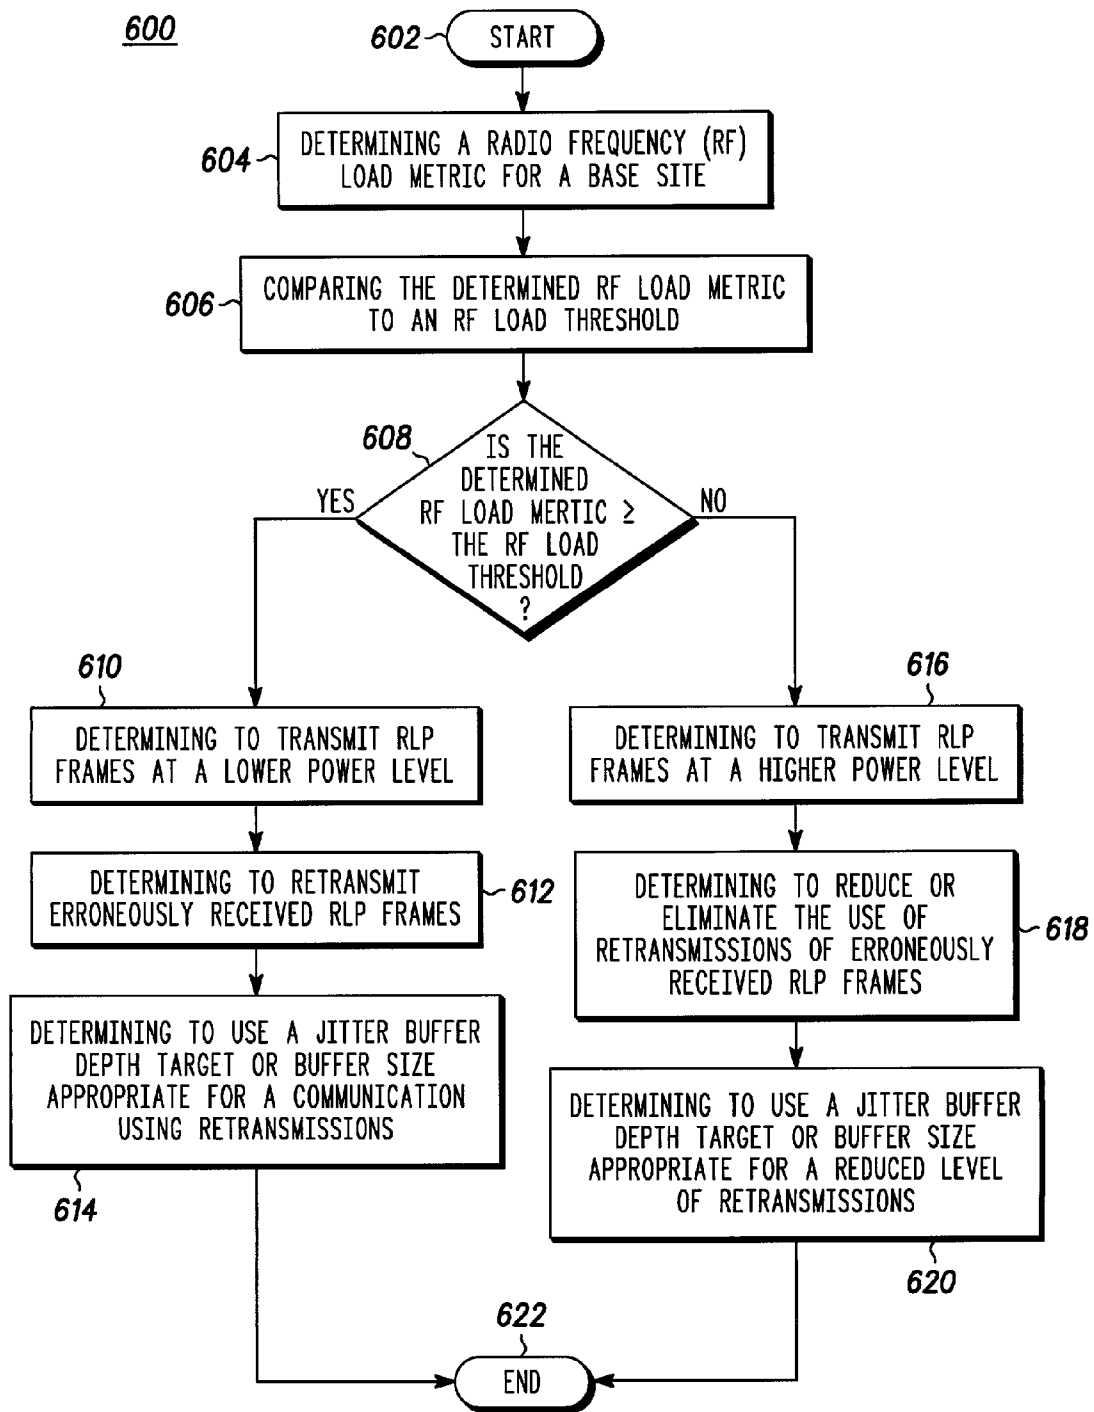 600
602
START
604
DETERMINING A RADIO FREQUENCY (RF)
LOAD METRIC FOR A BASE SITE
606
COMPARING THE DETERMINED RF LOAD METRIC
TO AN RF LOAD THRESHOLD
608
IS THE
DETERMINED
RF LOAD MERTIC ≥
THE RF LOAD
THRESHOLD
?
YES
NO
610
DETERMINING TO TRANSMIT RLP
FRAMES AT A LOWER POWER LEVEL
612
DETERMINING TO RETRANSMIT
ERRONEOUSLY RECEIVED RLP FRAMES
DETERMINING TO USE A JITTER BUFFER
DEPTH TARGET OR BUFFER SIZE
APPROPRIATE FOR A COMMUNICATION
USING RETRANSMISSIONS
614
616
DETERMINING TO TRANSMIT RLP
FRAMES AT A HIGHER POWER LEVEL
DETERMINING TO REDUCE OR
ELIMINATE THE USE OF
RETRANSMISSIONS OF ERRONEOUSLY
RECEIVED RLP FRAMES
618
DETERMINING TO USE A JITTER BUFFER
DEPTH TARGET OR BUFFER SIZE
APPROPRIATE FOR A REDUCED LEVEL
OF RETRANSMISSIONS
620
622
END